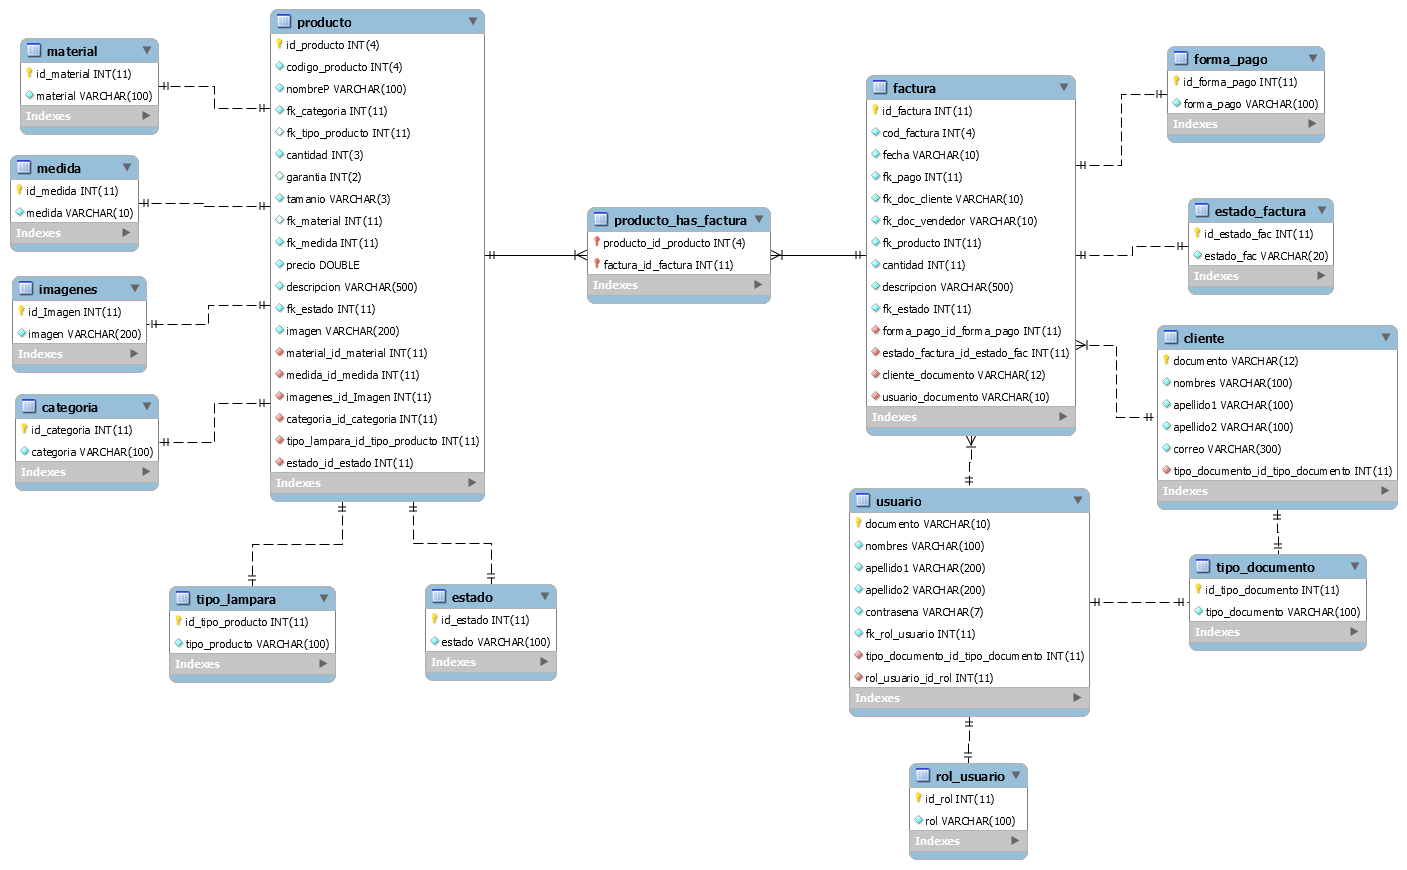 material
id_material INT(11)
material VARCHAR(100)
Indexes
medida
id_medida INT(11)
medida VARCHAR(10)
Indexes
imagenes
id_Imagen INT(11)
imagen VARCHAR(200)
Indexes
categoria
id_categoria INT(11)
categoria VARCHAR(100)
Indexes
producto
id_producto INT(4)
codigo_producto INT(4)
nombreP VARCHAR(100)
fk_categoria INT(11)
fk_tipo_producto INT(11)
cantidad INT(3)
garantia INT(2)
tamanio VARCHAR(3)
fk_material INT(11)
fk_medida INT(11)
precio DOUBLE
descripcion VARCHAR(500)
fk_estado INT(11)
imagen VARCHAR(200)
material_id_material INT(11)
medida_id_medida INT(11)
imagenes_id_Imagen INT(11)
categoria_id_categoria INT(11)
tipo_lampara_id_tipo_producto INT(11)
estado_id_estado INT(11)
Indexes
tipo_lampara
id_tipo_producto INT(11)
tipo_producto VARCHAR(100)
Indexes
estado
id_estado INT(11)
estado VARCHAR(100)
Indexes
producto_has_factura
producto_id_producto INT(4)
factura_id_factura INT(11)
Indexes
factura
id_factura INT(11)
cod_factura INT(4)
fecha VARCHAR(10)
fk_pago INT(11)
fk_doc_cliente VARCHAR(10)
fk_doc_vendedor VARCHAR(10)
fk_producto INT(11)
cantidad INT(11)
descripcion VARCHAR(500)
fk_estado INT(11)
forma_pago_id_forma_pago INT(11)
estado_factura_id_estado_fac INT(11)
cliente_documento VARCHAR(12)
usuario_documento VARCHAR(10)
Indexes
forma_pago
id_forma_pago INT(11)
forma_pago VARCHAR(100)
Indexes
estado_factura
id_estado_fac INT(11)
estado_fac VARCHAR(20)
Indexes
cliente
documento VARCHAR(12)
nombres VARCHAR(100)
apellido1 VARCHAR(100)
apellido2 VARCHAR(100)
correo VARCHAR(300)
tipo_documento_id_tipo_documento INT(11)
Indexes
usuario
documento VARCHAR(10)
nombres VARCHAR(100)
apellido1 VARCHAR(200)
apellido2 VARCHAR(200)
contrasena VARCHAR(7)
fk_rol_usuario INT(11)
tipo_documento_id_tipo_documento INT(11)
rol_usuario_id_rol INT(11)
Indexes
tipo_documento
id_tipo_documento INT(11)
tipo_documento VARCHAR(100)
Indexes
rol_usuario
id_rol INT(11)
rol VARCHAR(100)
Indexes